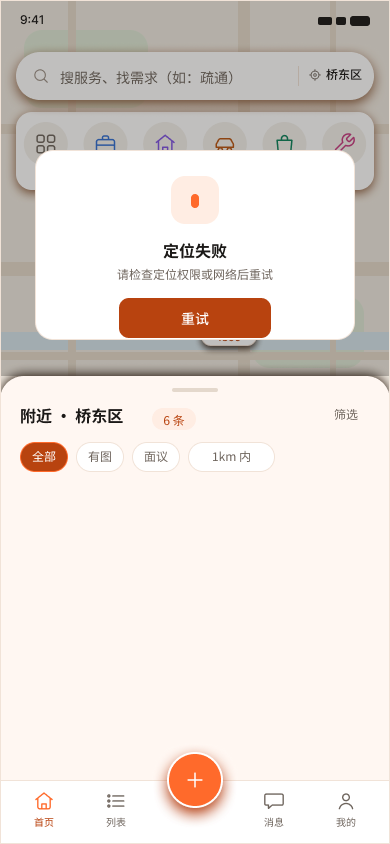 9:41
搜服务、找需求（如：疏通）
桥东区
定位失败
请检查定位权限或网络后重试
重试
附近 · 桥东区
6 条
筛选
全部
有图
面议
1km 内
首页
列表
消息
我的